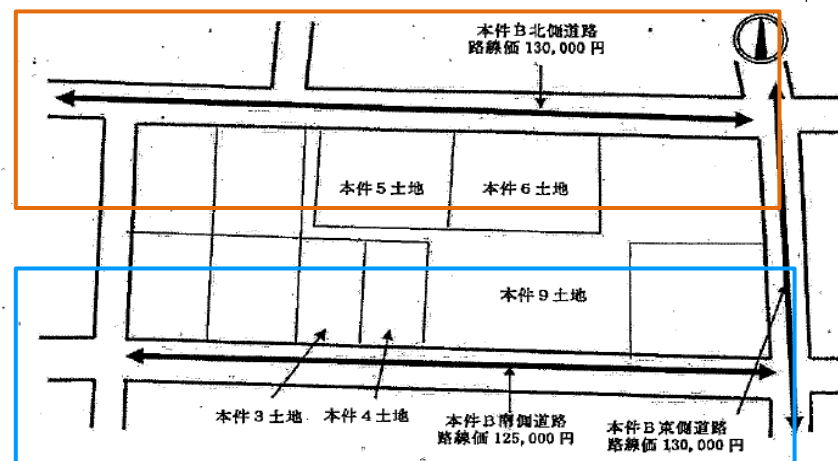 本件B北側道路
路線価 130,000 円
本件5土地
本件6土地
本件9土地
本件3土地
本件4土地
本件B南側道路
路線価 125,000 円
本件B東側道路
路線価 130,000 円